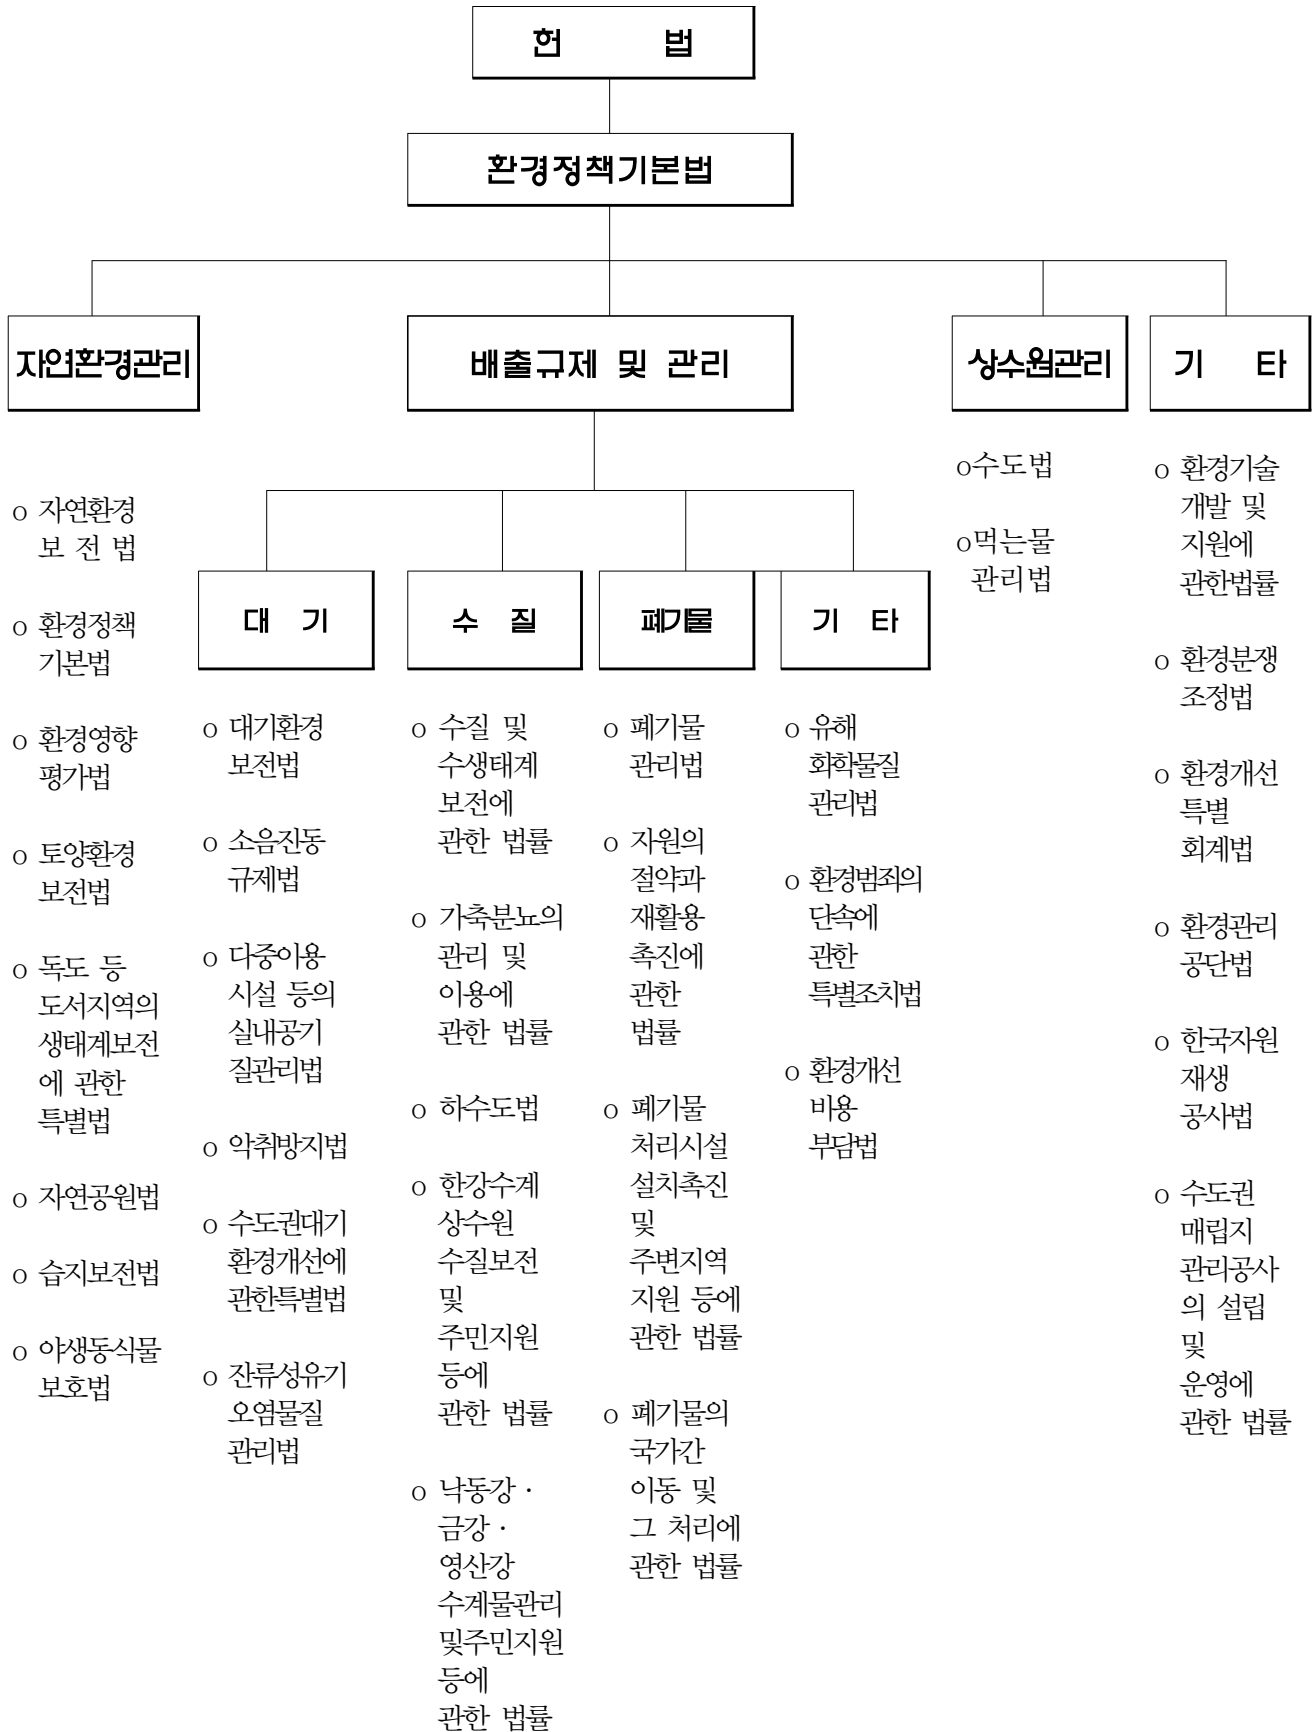 헌 법
환경정책기본법
자연환경관리
배출규제 및 관리
상수원관리
기 타
o 자연환경
보 전 법
o 환경정책
기본법
o 환경영향
평가법
o 토양환경
보전법
o 독도 등
도서지역의
생태계보전
에 관한
특별법
o 자연공원법
o 습지보전법
o 야생동식물
보호법
대 기
o 대기환경
보전법
o 소음진동
규제법
o 다중이용
시설 등의
실내공기
질관리법
o 악취방지법
o 수도권대기
환경개선에
관한특별법
o 잔류성유기
오염물질
관리법
수 질
o 수질 및
수생태계
보전에
관한 법률
o 가축분뇨의
관리 및
이용에
관한 법률
o 하수도법
o 한강수계
상수원
수질보전
및
주민지원
등에
관한 법률
o 낙동강·
금강·
영산강
수계물관리
및주민지원
등에
관한 법률
폐기물
o 폐기물
관리법
o 자원의
절약과
재활용
촉진에
관한
법률
o 폐기물
처리시설
설치촉진
및
주변지역
지원 등에
관한 법률
o 폐기물의
국가간
이동 및
그 처리에
관한 법률
기 타
o 유해
화학물질
관리법
o 환경범죄의
단속에
관한
특별조치법
o 환경개선
비용
부담법
o수도법
o먹는물
관리법
o 환경기술
개발 및
지원에
관한법률
o 환경분쟁
조정법
o 환경개선
특별
회계법
o 환경관리
공단법
o 한국자원
재생
공사법
o 수도권
매립지
관리공사
의 설립
및
운영에
관한 법률